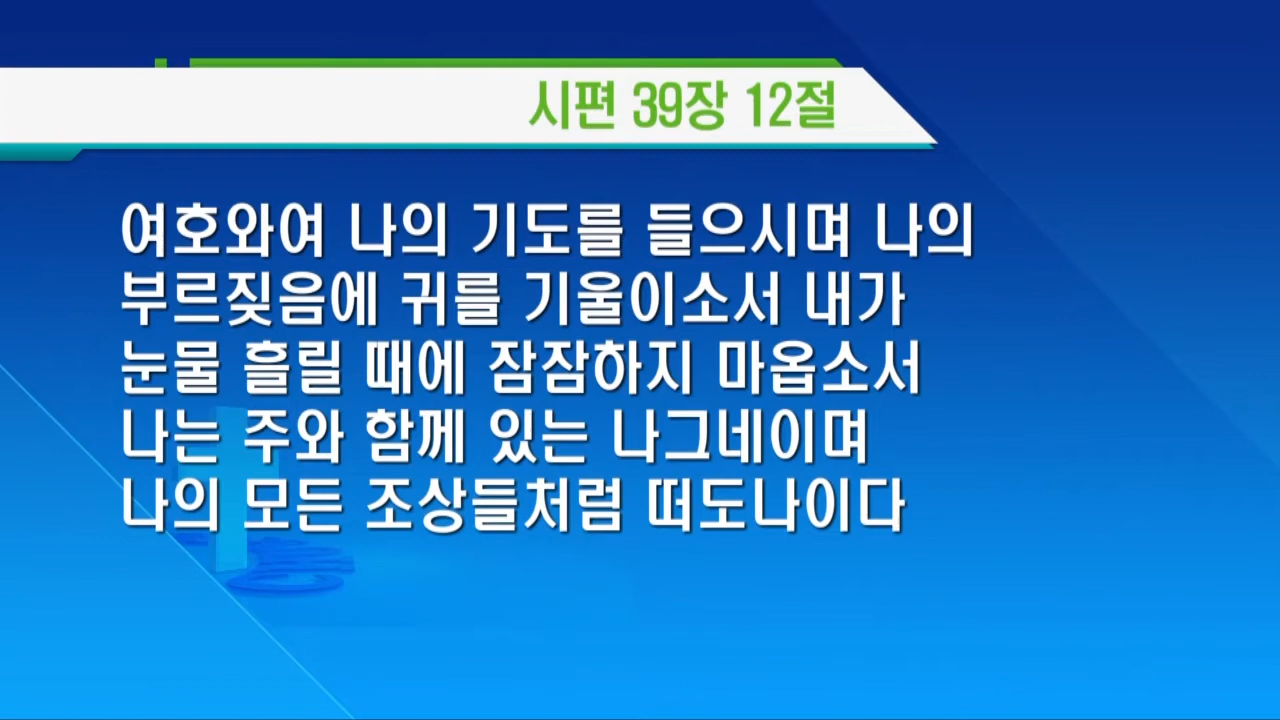 시편 39장 12절
여호와여 나의 기도를 들으시며 나의
부르짖음에 귀를 기울이소서 내가
눈물 흘릴 때에 잠잠하지 마옵소서
나는 주와 함께 있는 나그네이며
나의 모든 조상들처럼 떠도나이다